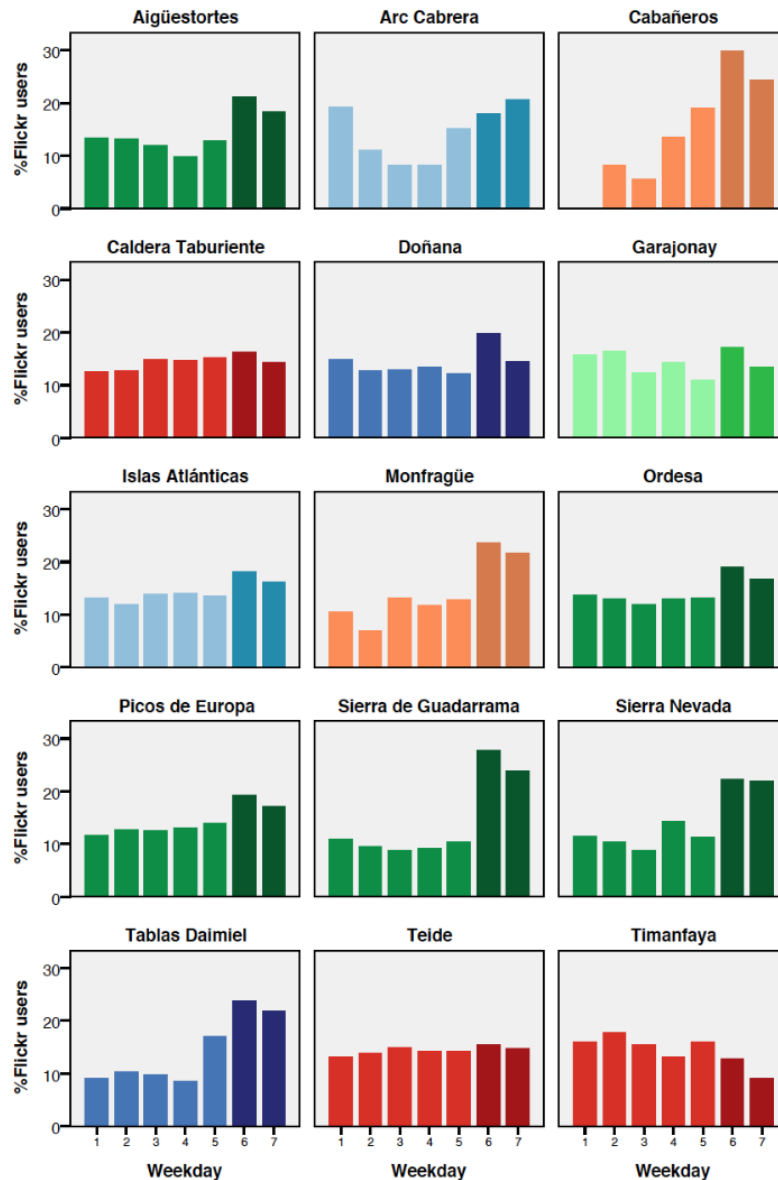 Aigüestortes Arc Cabrera Cabañeros
%Flickr users
30
20
10
0
Caldera Taburiente Doñana Garajonay
%Flickr users
30
20
10
0
Islas Atlánticas Monfragüe Ordesa
%Flickr users
30
20
10
0
Picos de Europa Sierra de Guadarrama Sierra Nevada
%Flickr users
30
20
10
0
Tablas Daimiel Teide Timanfaya
%Flickr users
30
20
10
0
1 2 3 4 5 6 7 1 2 3 4 5 6 7 1 2 3 4 5 6 7
Weekday Weekday Weekday